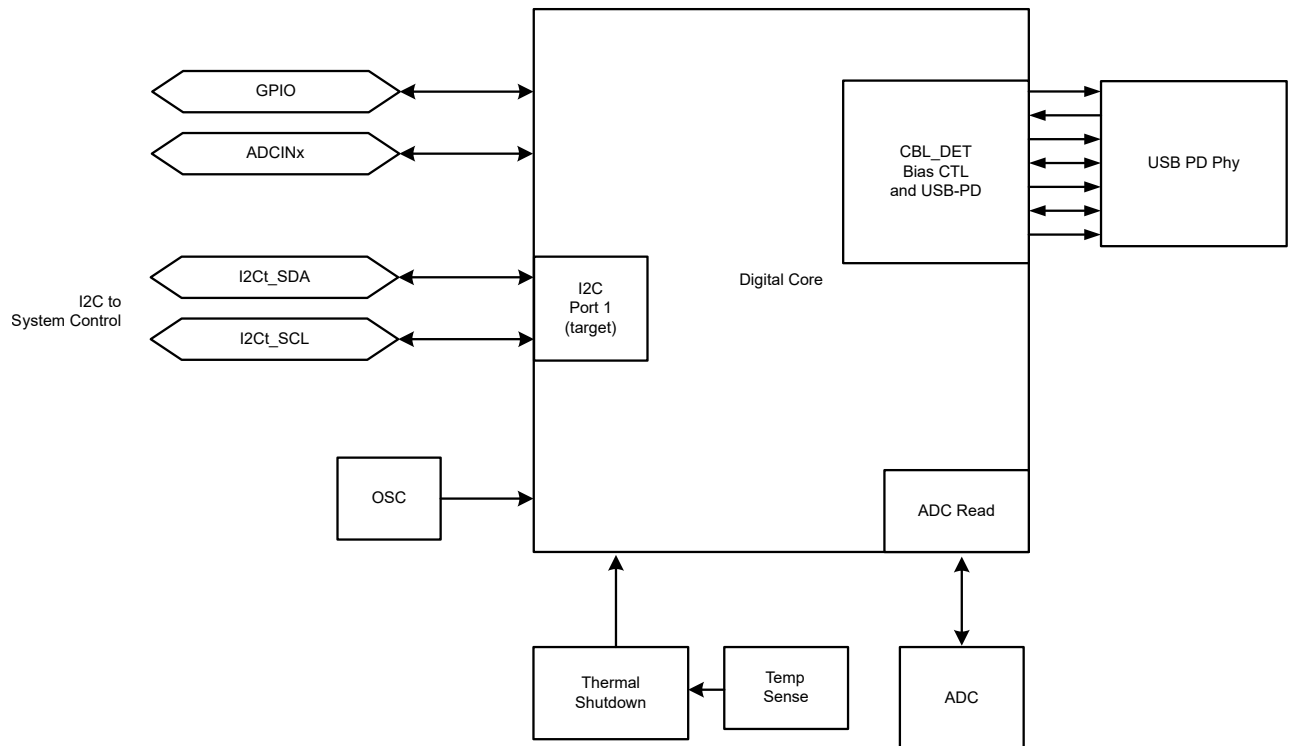 GPIO
ADCINx
I2C to
System Control
I2Ct_SDA
I2Ct_SCL
I2C
Port 1
(target)
OSC
Digital Core
CBL_DET
Bias CTL
and USB-PD
USB PD Phy
ADC Read
Thermal
Shutdown
Temp
Sense
ADC